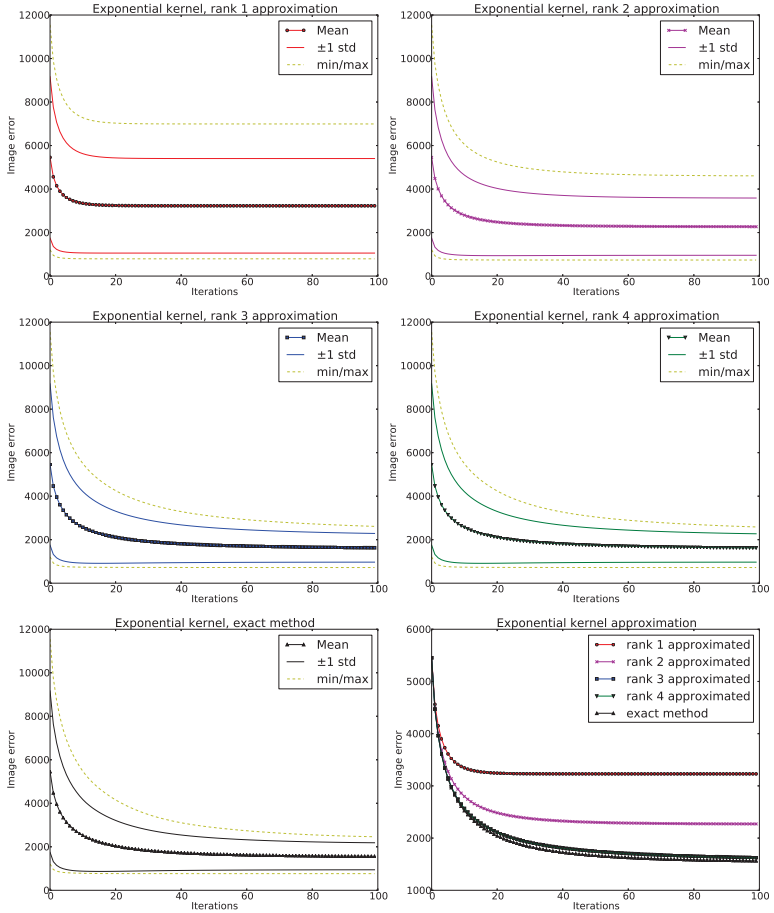 Exponential kernel, rank 1 approximation
12000
10000
8000
6000
4000
2000
0
Image error
Mean
±1 std
min/max
0 20 40 60 80 100
Iterations
Exponential kernel, rank 2 approximation
12000
10000
8000
6000
4000
2000
0
Image error
Mean
±1 std
min/max
0 20 40 60 80 100
Iterations
Exponential kernel, rank 3 approximation
12000
10000
8000
6000
4000
2000
0
Image error
Mean
±1 std
min/max
0 20 40 60 80 100
Iterations
Exponential kernel, rank 4 approximation
12000
10000
8000
6000
4000
2000
0
Image error
Mean
±1 std
min/max
0 20 40 60 80 100
Iterations
Exponential kernel, exact method
12000
10000
8000
6000
4000
2000
0
Image error
Mean
±1 std
min/max
0 20 40 60 80 100
Iterations
Exponential kernel approximation
6000
5000
4000
3000
2000
1000
Image error
rank 1 approximated
rank 2 approximated
rank 3 approximated
rank 4 approximated
exact method
0 20 40 60 80 100
Iterations